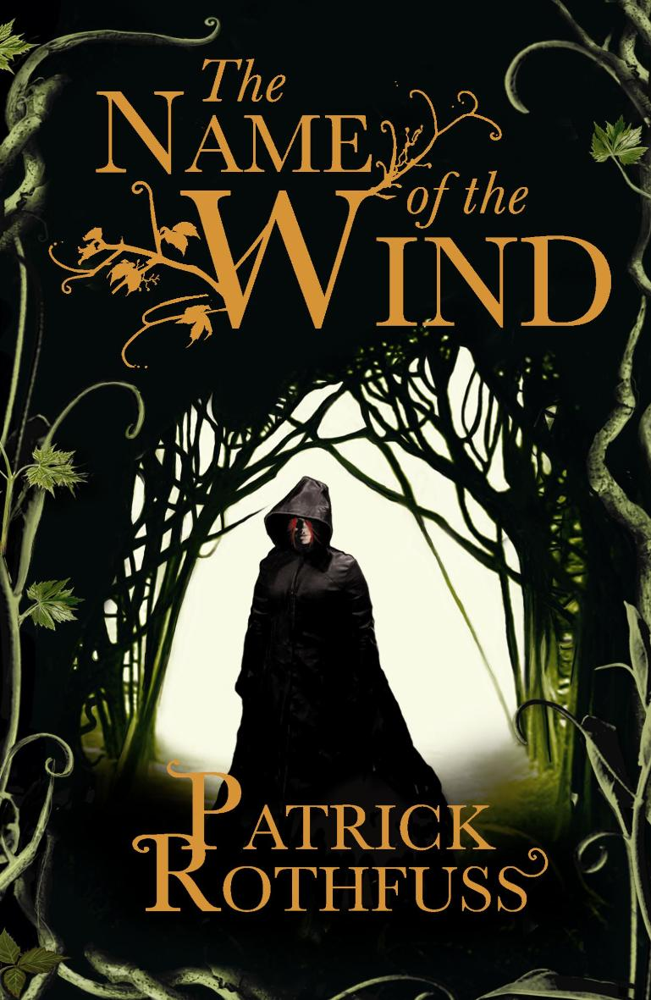 The
NAME
of the
WIND
PATRICK
ROTHFUSS